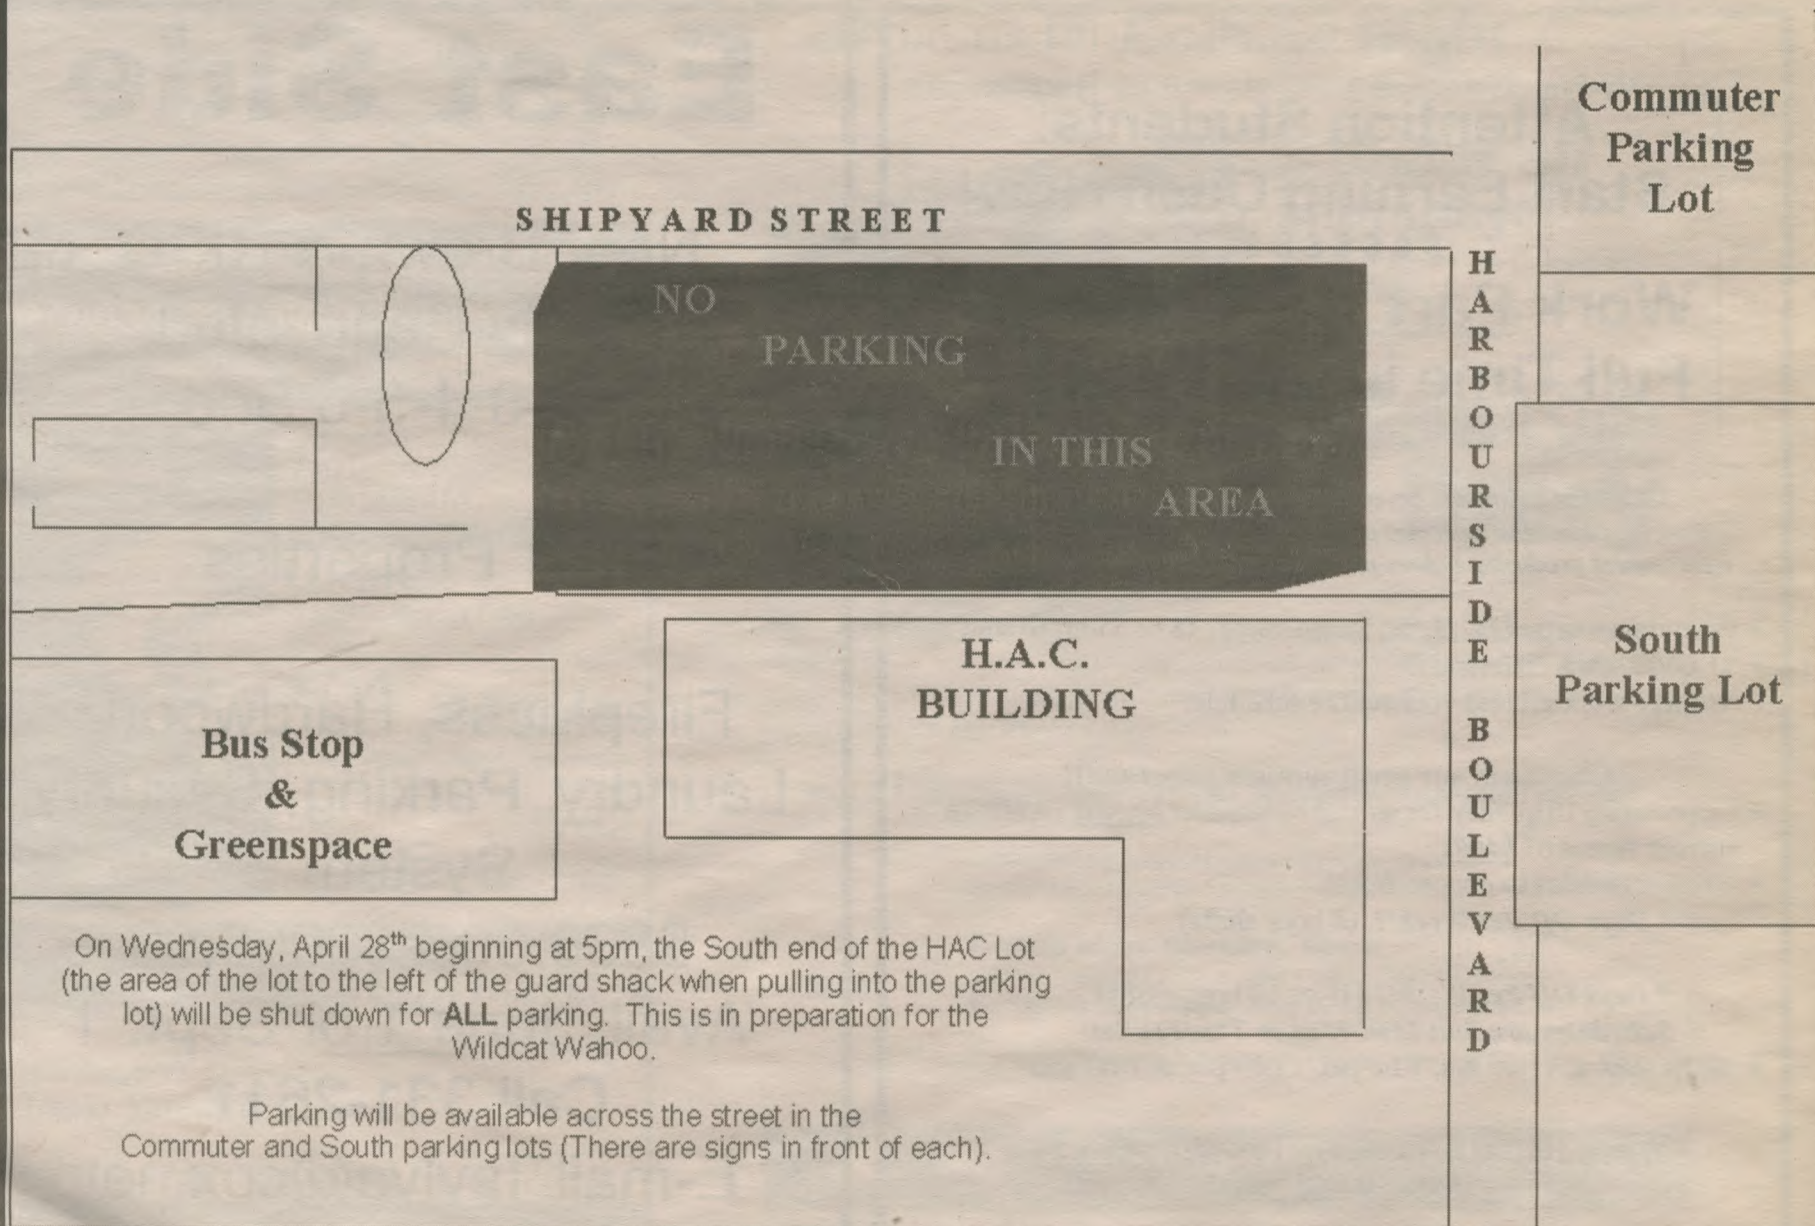 Commuter
Parking
Lot
SHIPYARD STREET
NO
PARKING
IN THIS
AREA
HARBOURSIDE BOULEVARD
South
Parking Lot
H.A.C.
BUILDING
Bus Stop
&
Greenspace
On Wednesday, April 28th beginning at 5pm, the South end of the HAC Lot
(the area of the lot to the left of the guard shack when pulling into the parking
lot) will be shut down for ALL parking. This is in preparation for the
Wildcat Wahoo.
Parking will be available across the street in the
Commuter and South parking lots (There are signs in front of each).